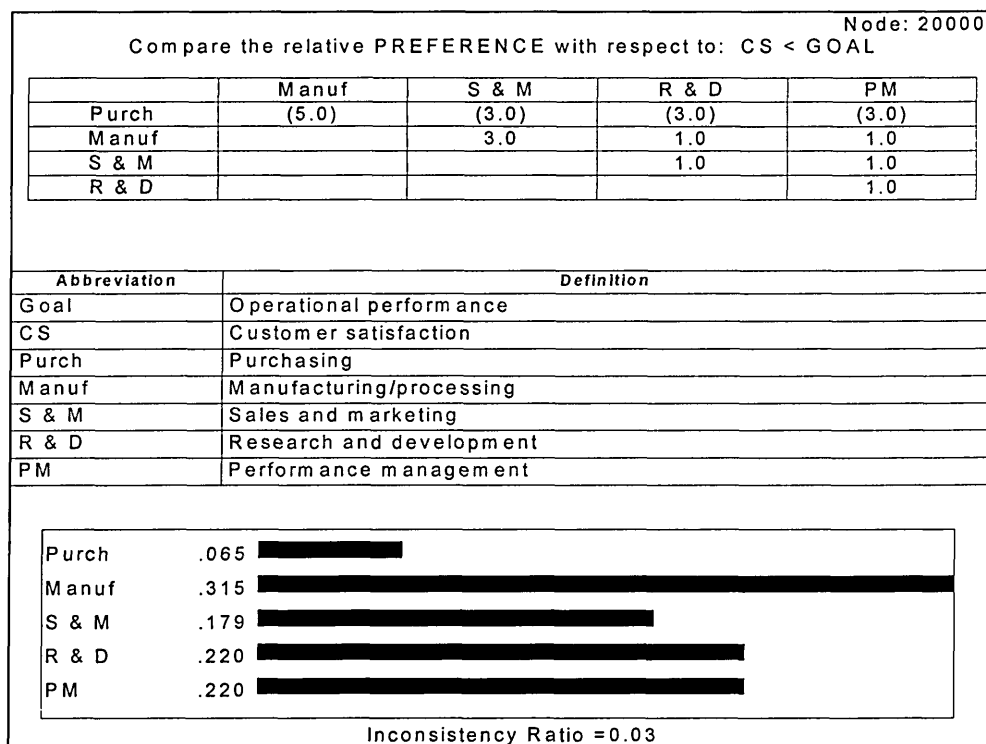 Node: 20000
Compare the relative PREFERENCE with respect to: CS < GOAL
Manuf S & M R & D PM
Purch (5.0) (3.0) (3.0) (3.0)
Manuf 3.0 1.0 1.0
S & M 1.0 1.0
R & D 1.0
Abbreviation Definition
Goal Operational performance
CS Customer satisfaction
Purch Purchasing
Manuf Manufacturing/processing
S & M Sales and marketing
R & D Research and development
PM Performance management
Purch .065
Manuf .315
S & M .179
R & D .220
PM .220
Inconsistency Ratio =0.03